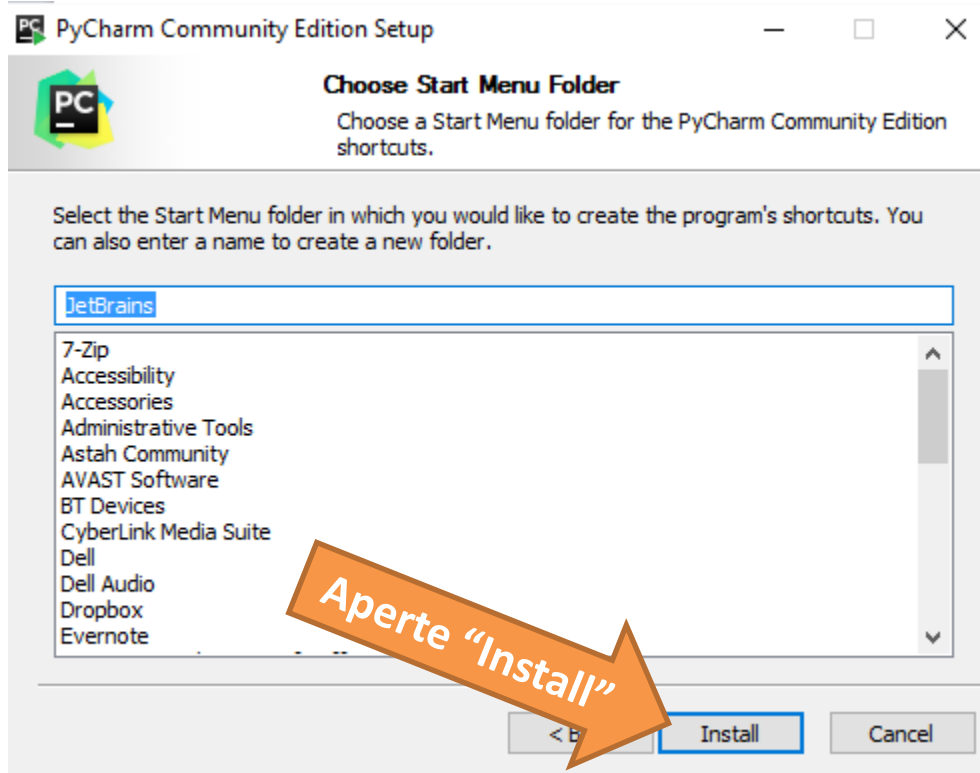 PyCharm Community Edition Setup
PC
Choose Start Menu Folder
Choose a Start Menu folder for the PyCharm Community Edition
shortcuts.
Select the Start Menu folder in which you would like to create the program's shortcuts. You
can also enter a name to create a new folder.
JetBrains
7-Zip
Accessibility
Accessories
Administrative Tools
Astah Community
AVAST Software
BT Devices
CyberLink Media Suite
Dell
Dell Audio
Dropbox
Evernote
Aperte “Install”
<
Install
Cancel